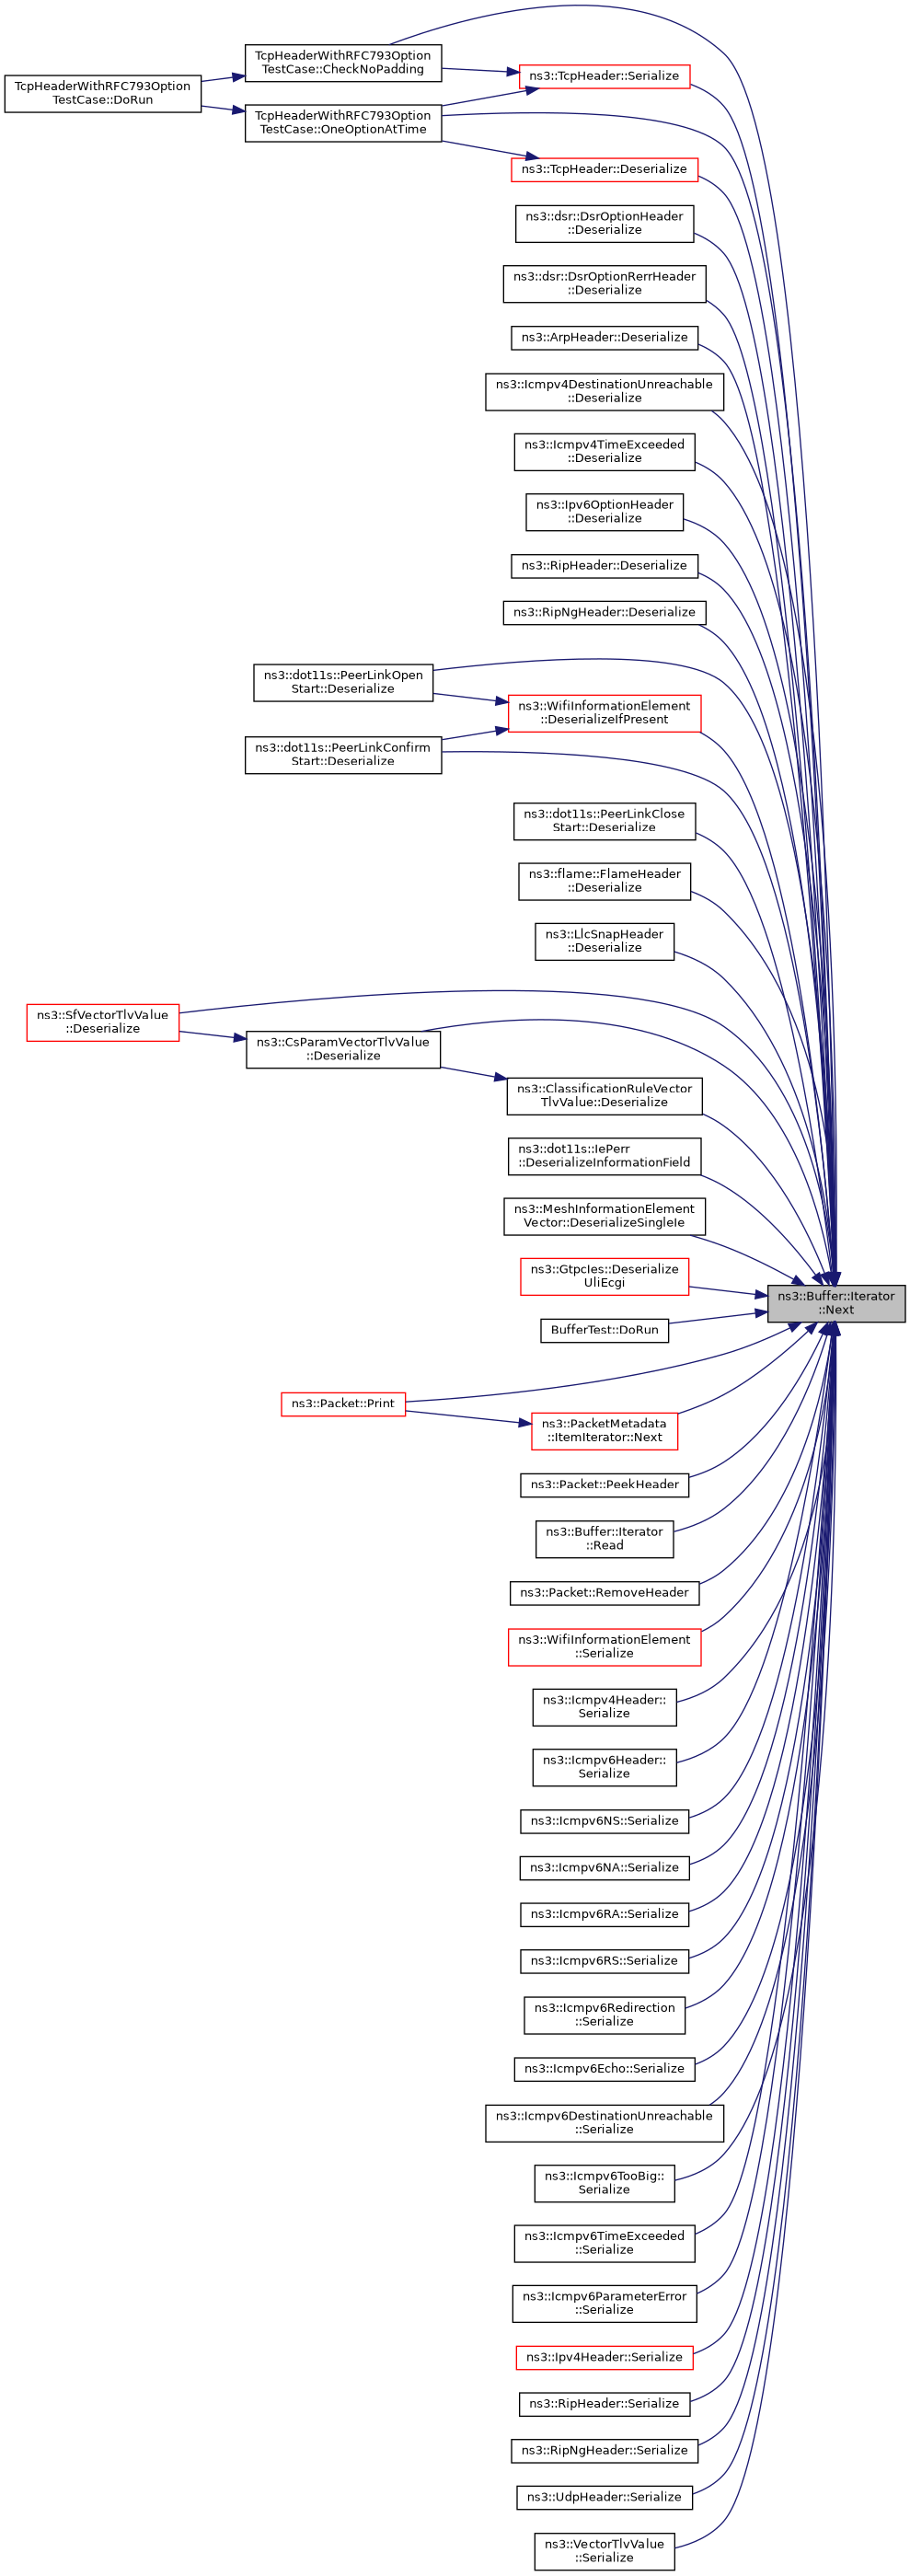 TcpHeaderWithRFC793Option
TestCase::DoRun
TcpHeaderWithRFC793Option
TestCase::CheckNoPadding
TcpHeaderWithRFC793Option
TestCase::OneOptionAtTime
ns3::TcpHeader::Serialize
ns3::TcpHeader::Deserialize
ns3::dsr::DsrOptionHeader
::Deserialize
ns3::dsr::DsrOptionRerrHeader
::Deserialize
ns3::ArpHeader::Deserialize
ns3::Icmpv4DestinationUnreachable
::Deserialize
ns3::Icmpv4TimeExceeded
::Deserialize
ns3::Ipv6OptionHeader
::Deserialize
ns3::RipHeader::Deserialize
ns3::RipNgHeader::Deserialize
ns3::dot11s::PeerLinkOpen
Start::Deserialize
ns3::WifiInformationElement
::DeserializeIfPresent
ns3::dot11s::PeerLinkConfirm
Start::Deserialize
ns3::dot11s::PeerLinkClose
Start::Deserialize
ns3::flame::FlameHeader
::Deserialize
ns3::LlcSnapHeader
::Deserialize
ns3::SfVectorTlvValue
::Deserialize
ns3::CsParamVectorTlvValue
::Deserialize
ns3::ClassificationRuleVector
TlvValue::Deserialize
ns3::dot11s::IePerr
::DeserializeInformationField
ns3::MeshInformationElement
Vector::DeserializeSingleIe
ns3::GtpcIes::Deserialize
UliEcgi
ns3::Buffer::Iterator
::Next
BufferTest::DoRun
ns3::Packet::Print
ns3::PacketMetadata
::ItemIterator::Next
ns3::Packet::PeekHeader
ns3::Buffer::Iterator
::Read
ns3::Packet::RemoveHeader
ns3::WifiInformationElement
::Serialize
ns3::Icmpv4Header::
Serialize
ns3::Icmpv6Header::
Serialize
ns3::Icmpv6NS::Serialize
ns3::Icmpv6NA::Serialize
ns3::Icmpv6RA::Serialize
ns3::Icmpv6RS::Serialize
ns3::Icmpv6Redirection
::Serialize
ns3::Icmpv6Echo::Serialize
ns3::Icmpv6DestinationUnreachable
::Serialize
ns3::Icmpv6TooBig::
Serialize
ns3::Icmpv6TimeExceeded
::Serialize
ns3::Icmpv6ParameterError
::Serialize
ns3::Ipv4Header::Serialize
ns3::RipHeader::Serialize
ns3::RipNgHeader::Serialize
ns3::UdpHeader::Serialize
ns3::VectorTlvValue
::Serialize